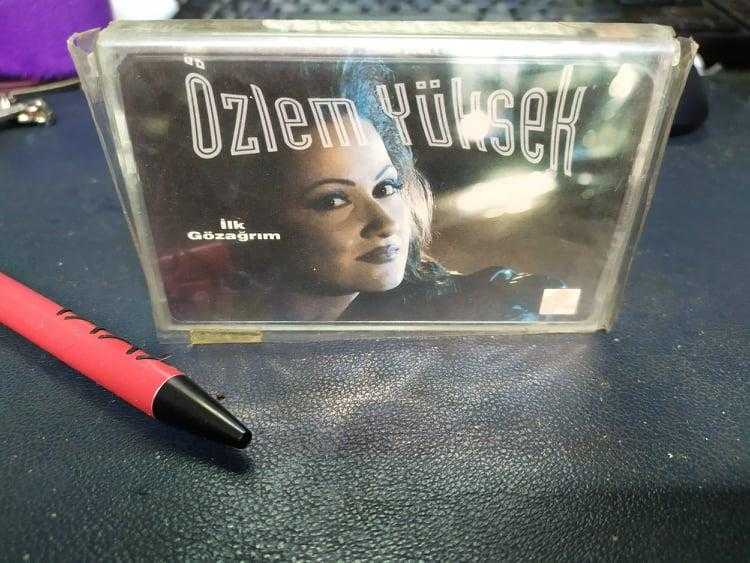 Özlem Yüksek
İlk
Gözağrım